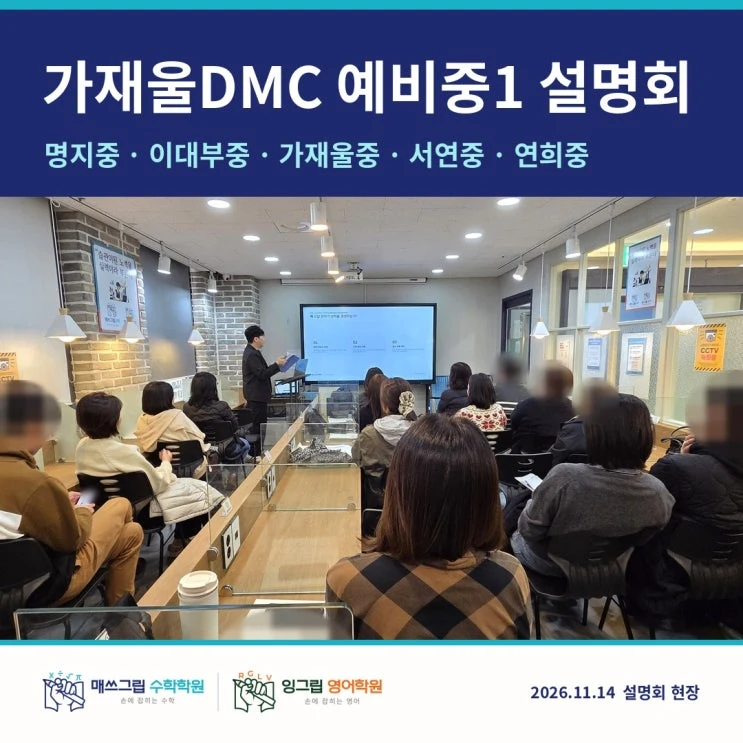 가재울DMC 예비중1 설명회
명지중 · 이대부중 · 가재울중 · 서연중 · 연희중
CCTV
매쓰그립 수학학원
손에 잡히는 수학
RGLV
잉그립 영어학원
손에 잡히는 영어
2026.11.14 설명회 현장